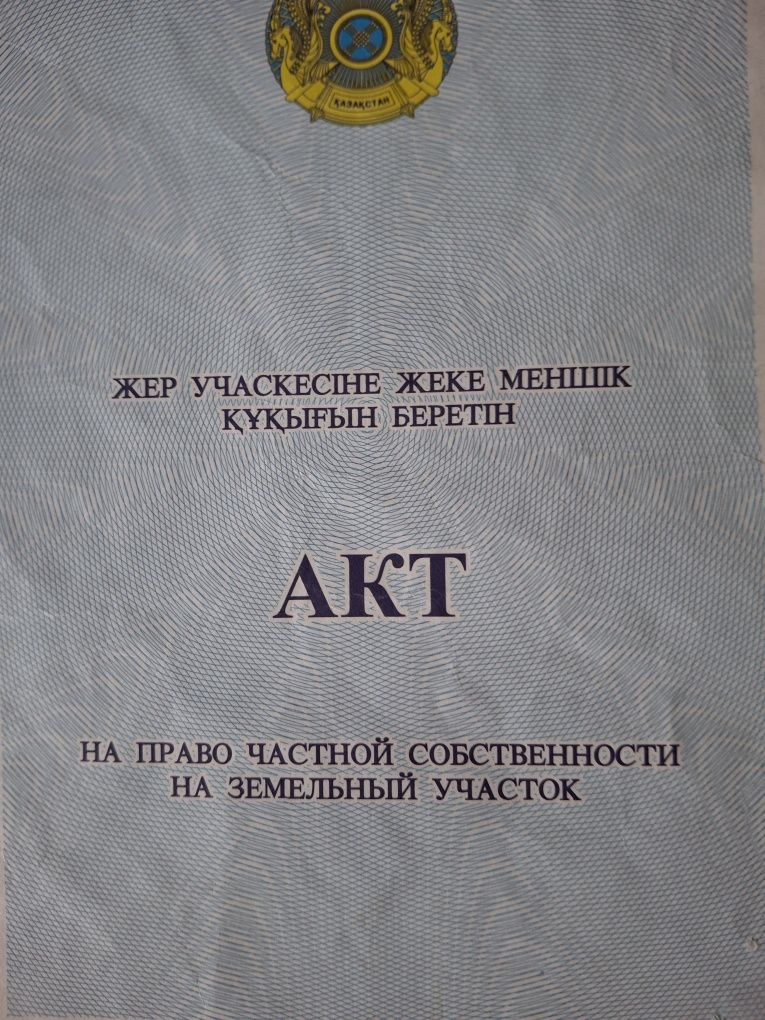 ҚАЗАҚСТАН
ЖЕР УЧАСКЕСІНЕ ЖЕКЕ МЕНШІК
ҚҰҚЫҒЫН БЕРЕТІН
АКТ
НА ПРАВО ЧАСТНОЙ СОБСТВЕННОСТИ
НА ЗЕМЕЛЬНЫЙ УЧАСТОК